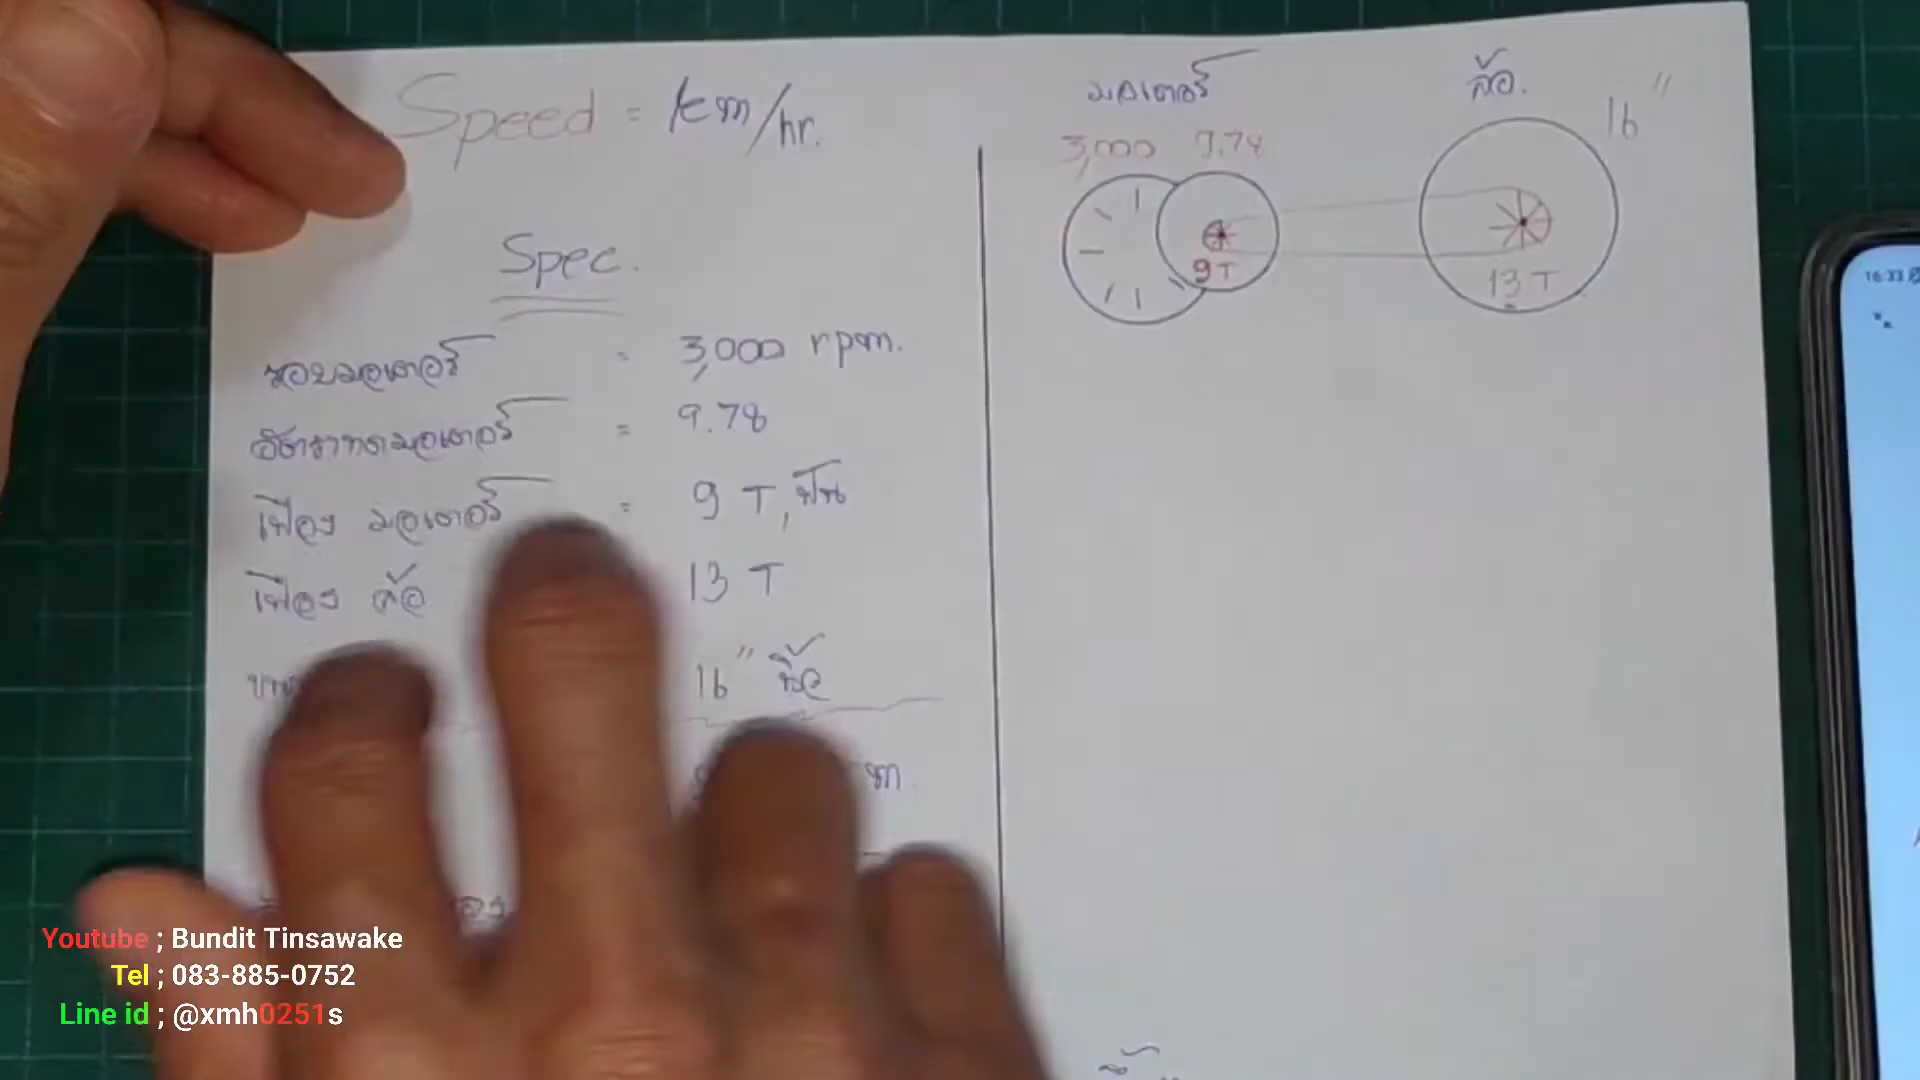 Speed = km/hr.
Spec.
รอบมอเตอร์ = 3,000 rpm.
อัตราทดมอเตอร์ = 9.78
เฟือง มอเตอร์ = 9 T, ฟัน
เฟือง ล้อ 13 T
16" นิ้ว
มอเตอร์
ล้อ.
3,000 9.78
16"
9T
13 T
16:33
Youtube ; Bundit Tinsawake
Tel ; 083-885-0752
Line id ; @xmh0251s